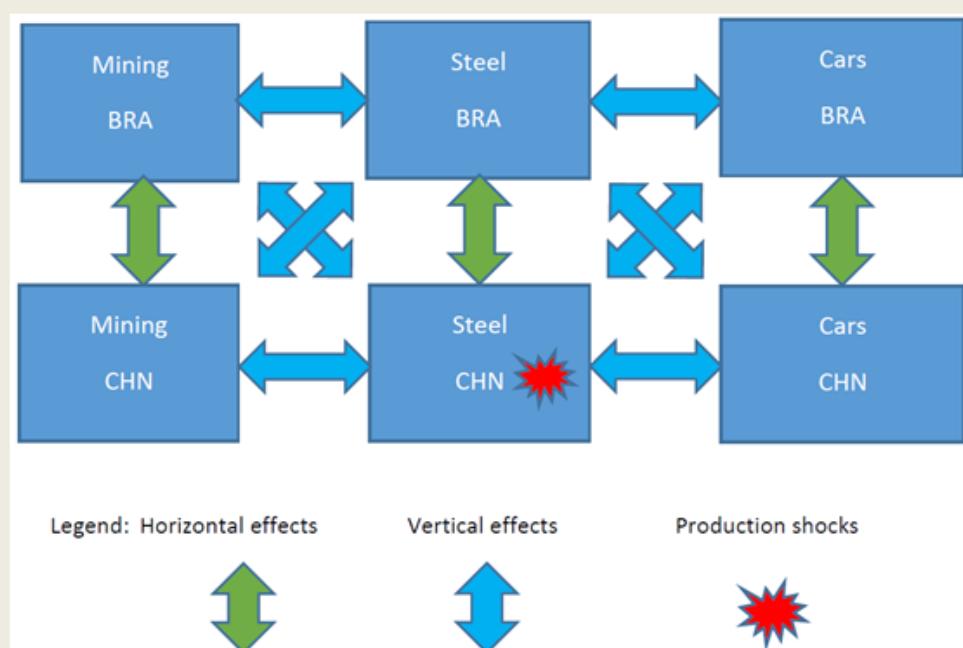 Mining
BRA
Steel
BRA
Cars
BRA
Mining
CHN
Steel
CHN
Cars
CHN
Legend: Horizontal effects
Vertical effects
Production shocks